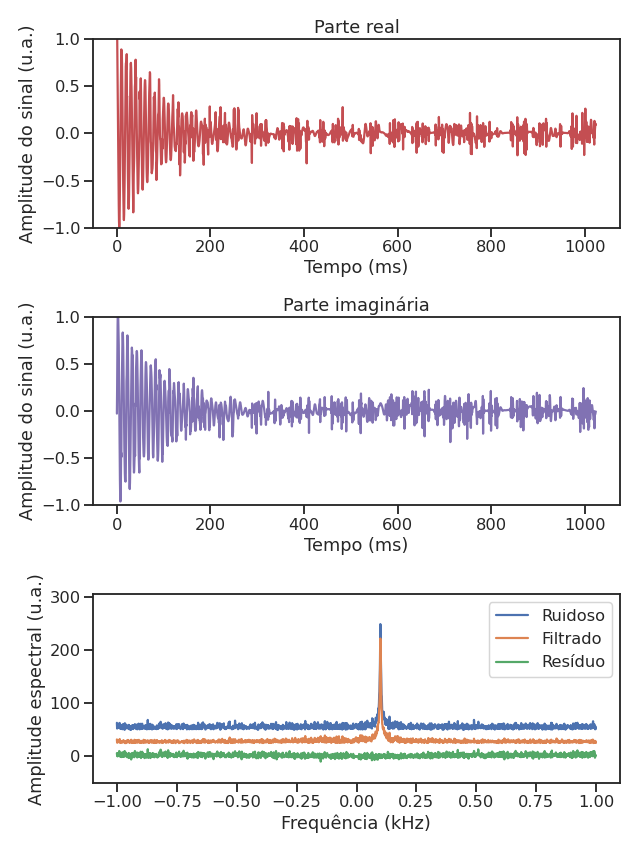 Parte real
Amplitude do sinal (u.a.)
1.0
0.5
0.0
−0.5
−1.0
0 200 400 600 800 1000
Tempo (ms)
Parte imaginária
Amplitude do sinal (u.a.)
1.0
0.5
0.0
−0.5
−1.0
0 200 400 600 800 1000
Tempo (ms)
Amplitude espectral (u.a.)
300
200
100
0
Ruidoso
Filtrado
Resíduo
−1.00 −0.75 −0.50 −0.25 0.00 0.25 0.50 0.75 1.00
Frequência (kHz)